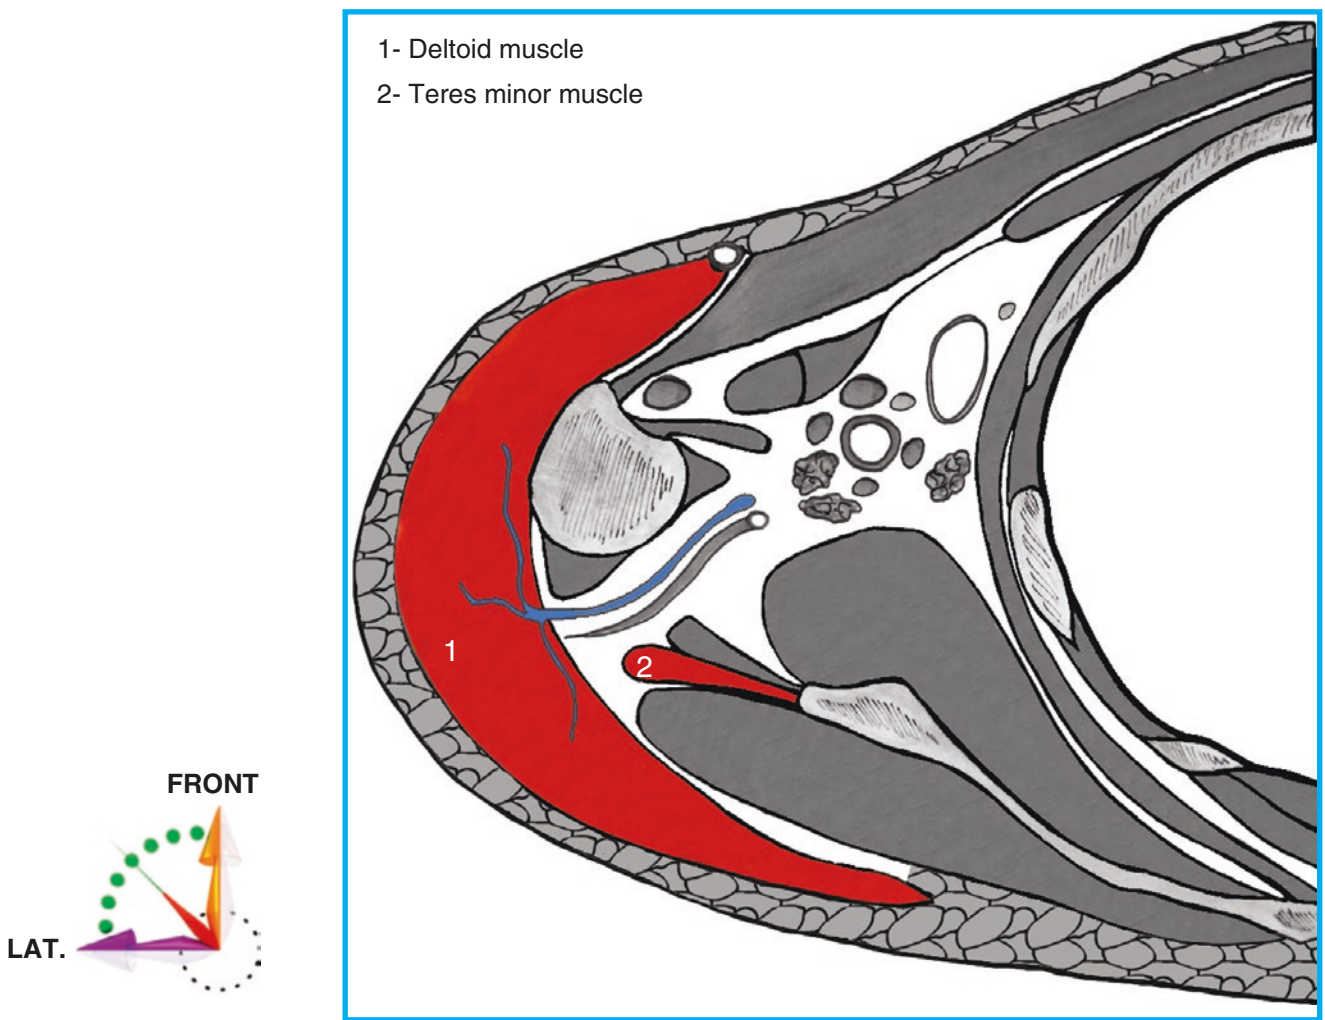 1- Deltoid muscle
2- Teres minor muscle
1
2
FRONT
LAT.